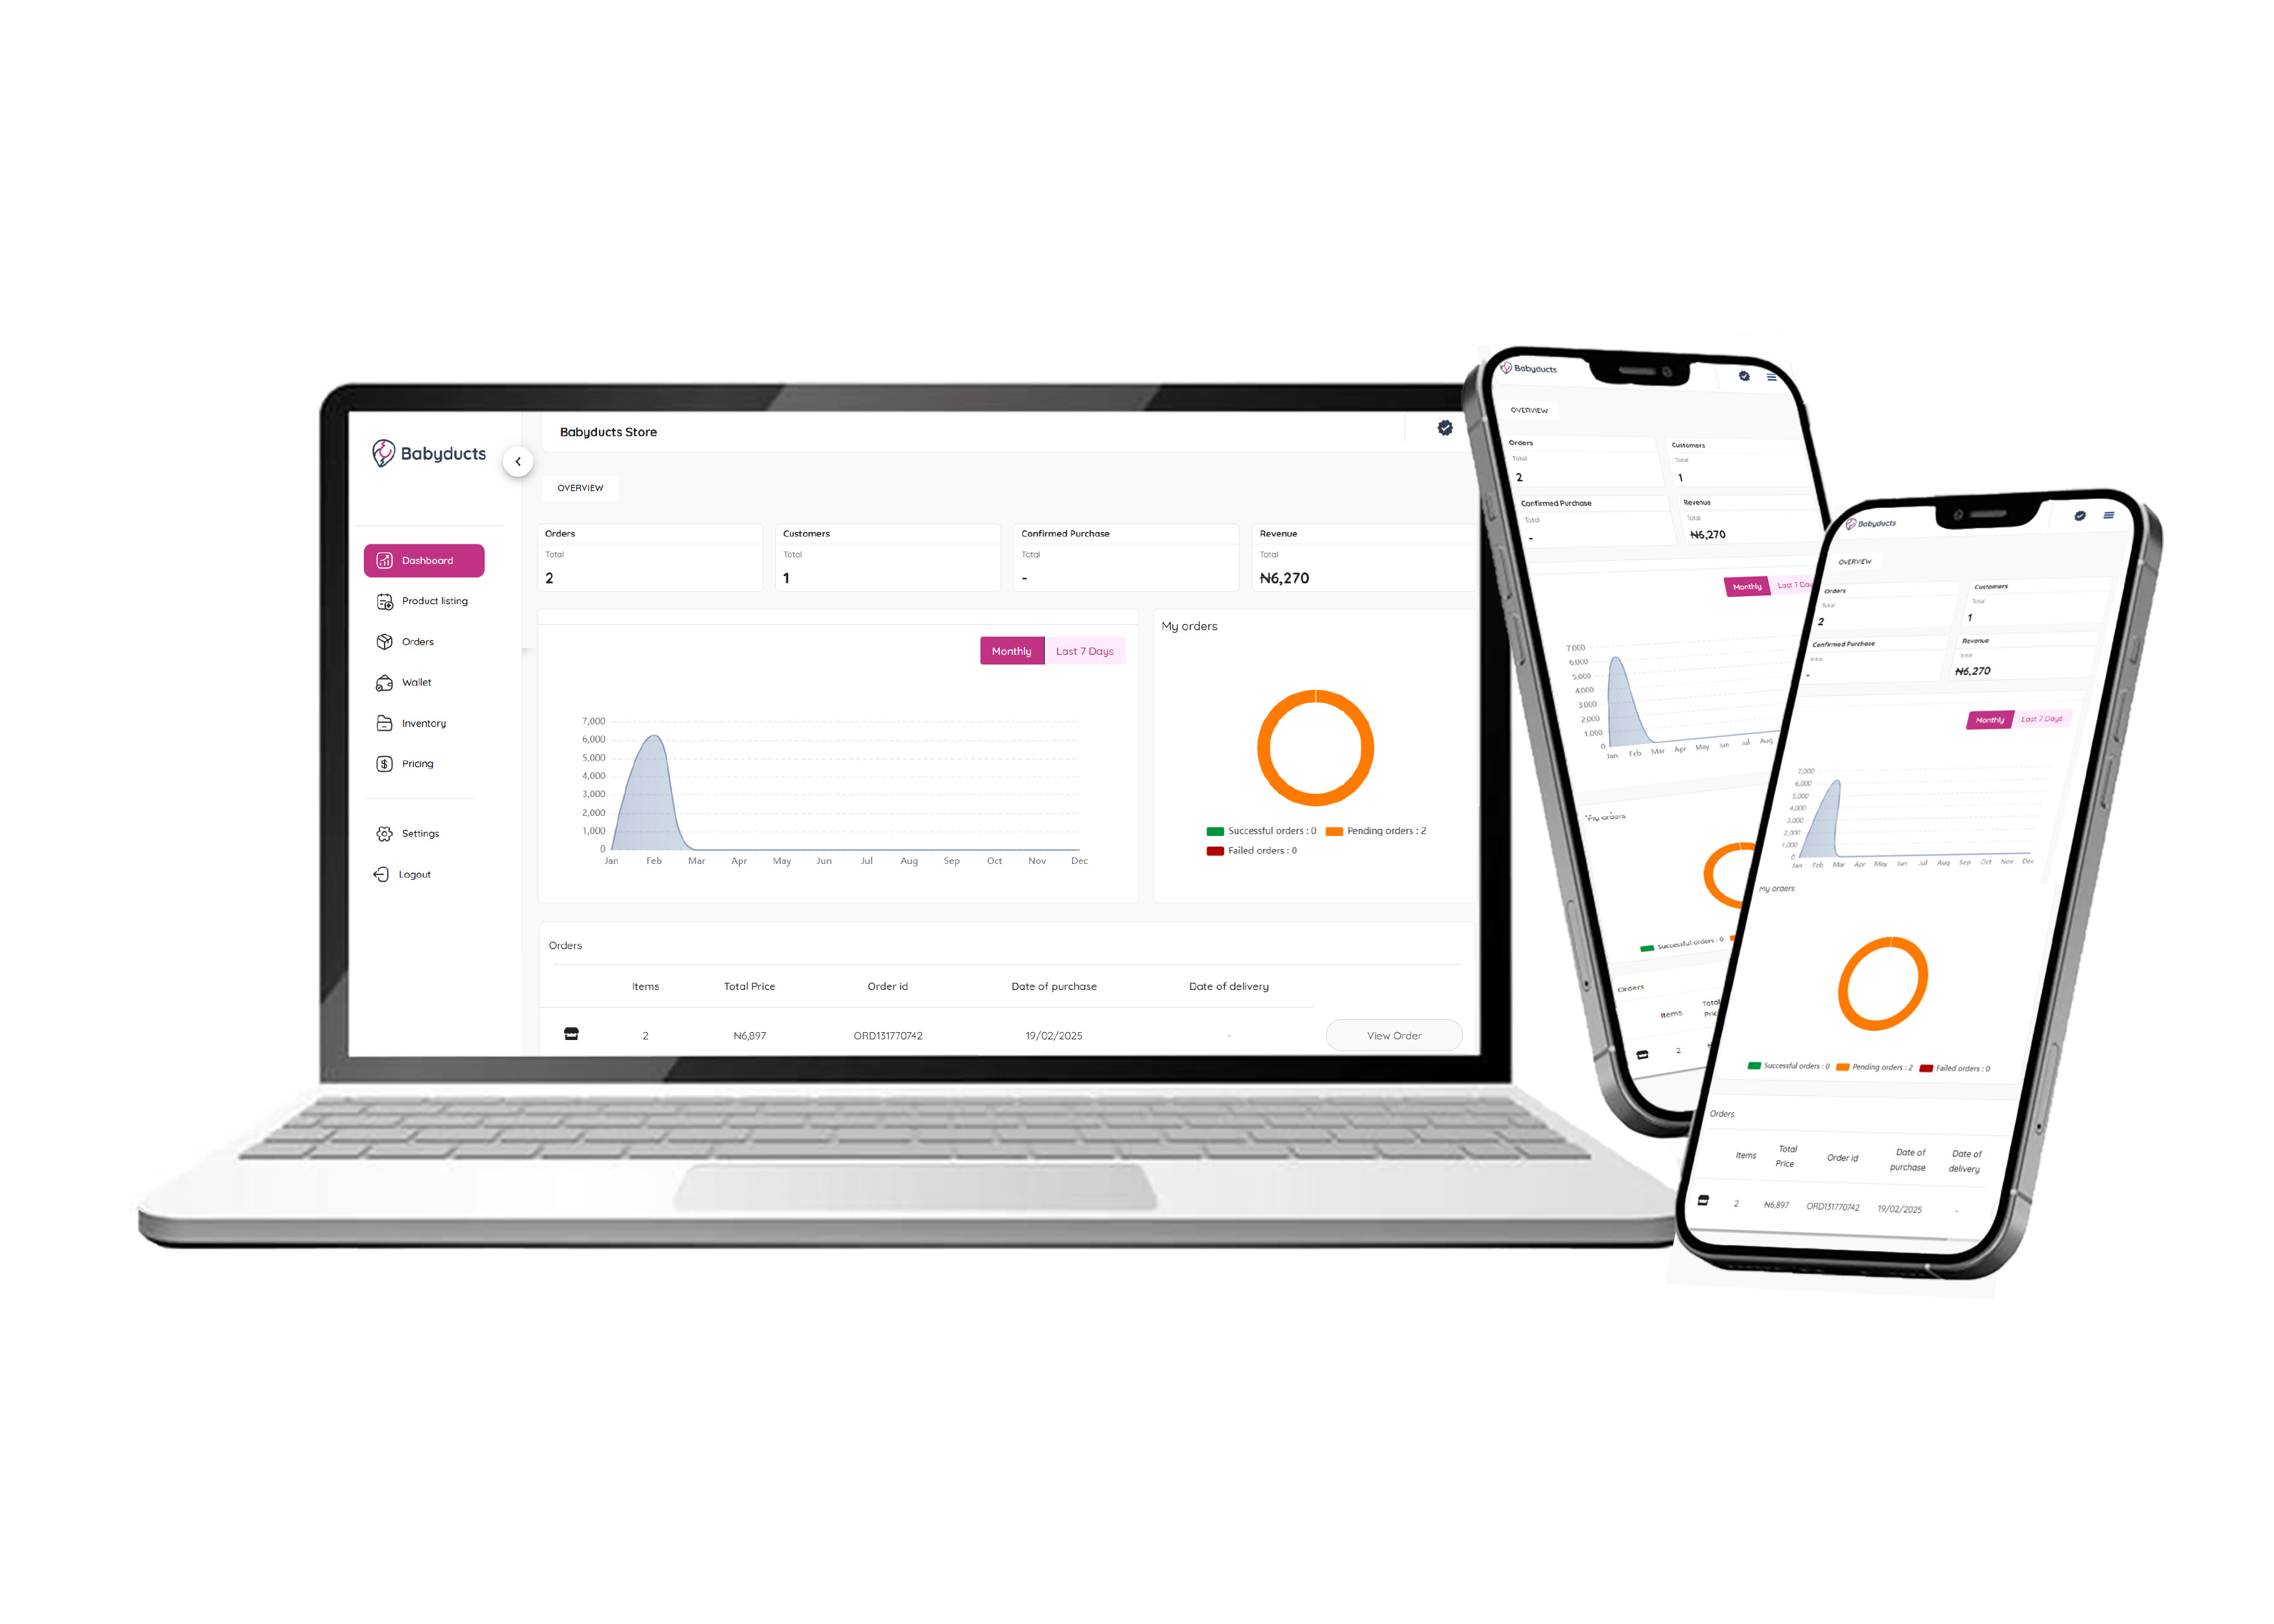 Babyducts
Dashboard
Product listing
Orders
Wallet
Inventory
Pricing
Settings
Logout
Babyducts Store
OVERVIEW
Orders
Total
2
Customers
Total
1
Confirmed Purchase
Total
-
Revenue
Total
₦6,270
Monthly Last 7 Days
7,000
6,000
5,000
4,000
3,000
2,000
1,000
0
Jan Feb Mar Apr May Jun Jul Aug Sep Oct Nov Dec
My orders
Successful orders : 0 Pending orders : 2
Failed orders : 0
Orders
Items Total Price Order id Date of purchase Date of delivery
2 ₦6,897 ORD131770742 19/02/2025 - View Order
Babyducts
OVERVIEW
Orders
Total
2
Customers
Total
1
Confirmed Purchase
Total
-
Revenue
Total
₦6,270
Monthly Last 7
7,000
6,000
5,000
4,000
3,000
2,000
1,000
0
Jan Feb Mar Apr May Jun Jul Aug
My orders
Successful orders : 0
Orders
Items Total
2
Babyducts
OVERVIEW
Orders
Total
2
Customers
Total
1
Confirmed Purchase
Total
-
Revenue
Total
₦6,270
Monthly Last 7 Days
7,000
6,000
5,000
4,000
3,000
2,000
1,000
0
Jan Feb Mar Apr May Jun Jul Aug Sep Oct Nov Dec
My orders
Successful orders : 0 Pending orders : 2 Failed orders : 0
Orders
Items Total Price Order id Date of purchase Date of delivery
2 ₦6,897 ORD131770742 19/02/2025 -